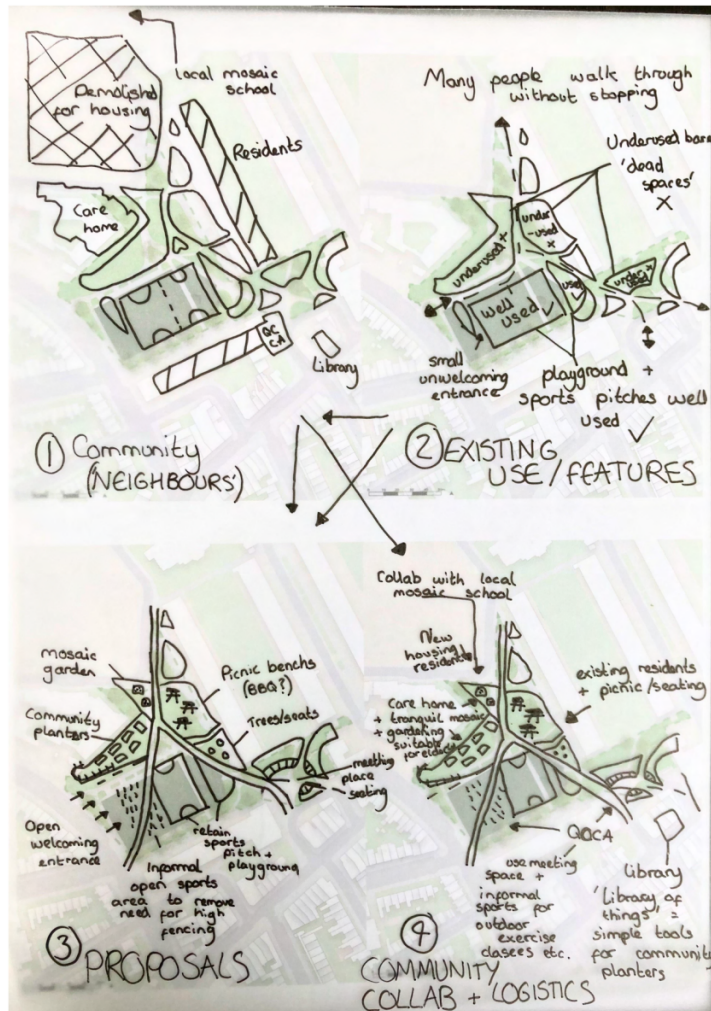 local mosaic
school
Demolished
for housing
Residents
Care
home
QC
CA
Library
① Community
(NEIGHBOURS')
Many people walk through
without stopping
Underused bare
'dead
spaces'
X
under
-used
x
underused +
well
used ✓
used
✓
under +
used
small
unwelcoming
entrance
playground +
sports pitches well
used ✓
② EXISTING
USE/FEATURES
mosaic
garden
Picnic benchs
(BBQ?)
Community
planters
Trees/seats
meeting
place
seating
Open
welcoming
entrance
retain sports
pitch +
playground
Informal
open sports
area to remove
need for high
fencing
③ PROPOSALS
Collab with local
mosaic school
New
housing
residents
existing residents
+ picnic/seating
Care home
+ tranquil mosaic
+ gardening
suitable
for elders
QCCA
use meeting
space +
informal
sports for
outdoor
exercise
classes etc.
Library
'Library of
things' =
simple tools
for community
planters
④ COMMUNITY
COLLAB + LOGISTICS